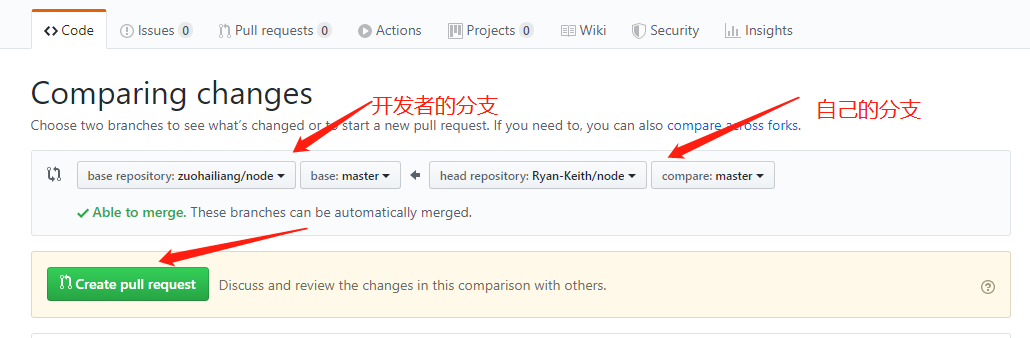 Code Issues 0 Pull requests 0 Actions Projects 0 Wiki Security Insights
Comparing changes
开发者的分支
自己的分支
Choose two branches to see what's changed or to start a new pull request. If you need to, you can also compare across forks.
base repository: zuohailiang/node base: master head repository: Ryan-Keith/node compare: master
Able to merge. These branches can be automatically merged.
Create pull request Discuss and review the changes in this comparison with others.